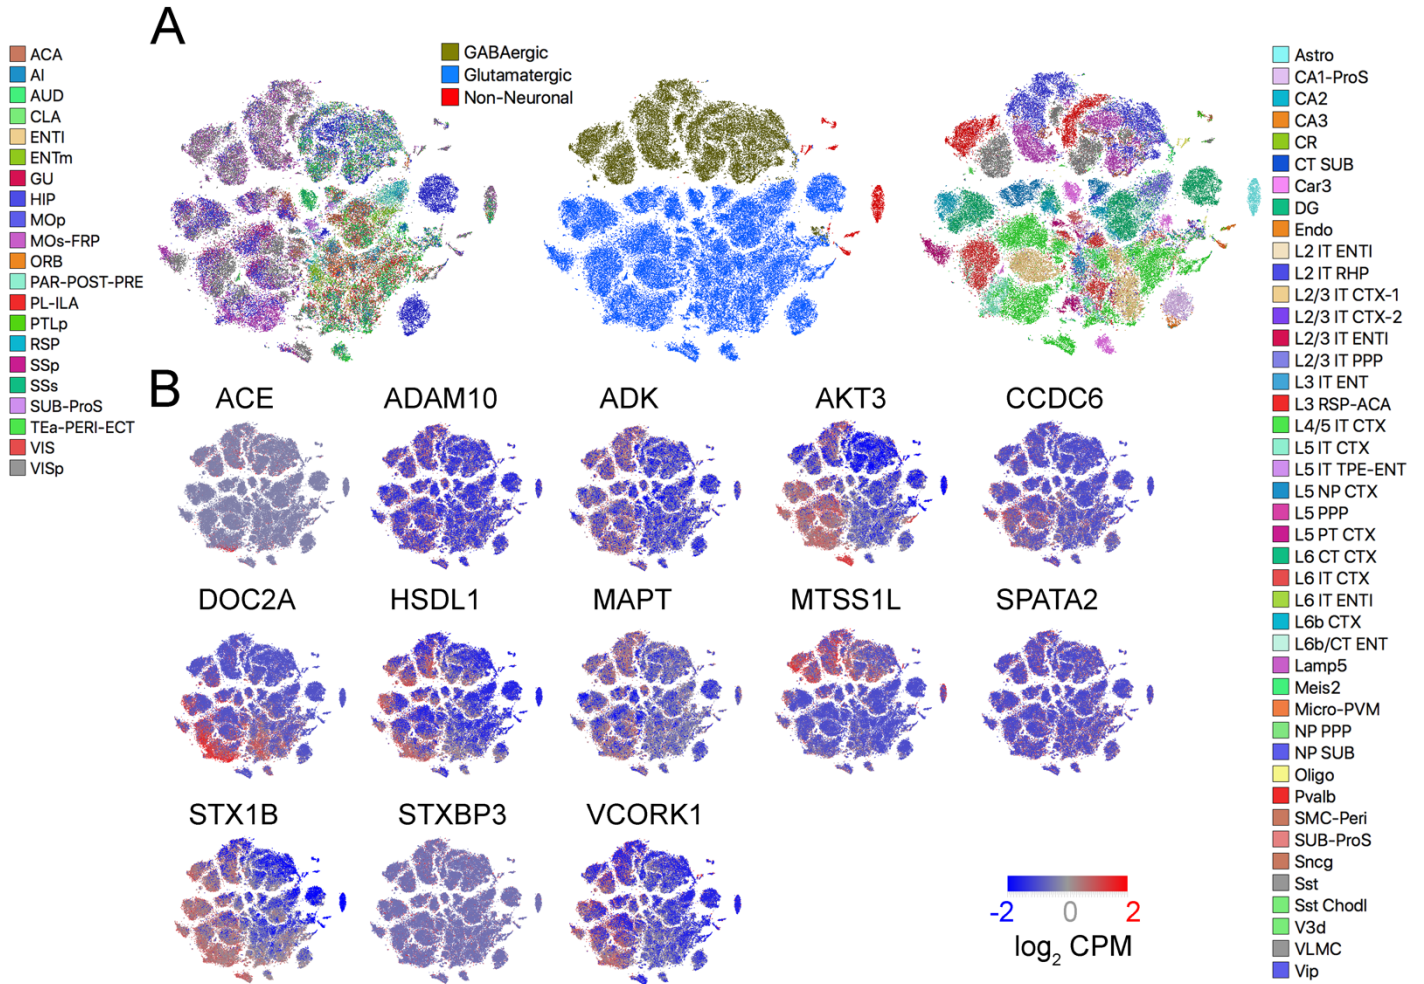 A
ACA
AI
AUD
CLA
ENTI
ENTm
GU
HIP
MOp
MOs-FRP
ORB
PAR-POST-PRE
PL-ILA
PTLp
RSP
SSp
SSs
SUB-ProS
TEa-PERI-ECT
VIS
VISp
GABAergic
Glutamatergic
Non-Neuronal
Astro
CA1-ProS
CA2
CA3
CR
CT SUB
Car3
DG
Endo
L2 IT ENTI
L2 IT RHP
L2/3 IT CTX-1
L2/3 IT CTX-2
L2/3 IT ENTI
L2/3 IT PPP
L3 IT ENT
L3 RSP-ACA
L4/5 IT CTX
L5 IT CTX
L5 IT TPE-ENT
L5 NP CTX
L5 PPP
L5 PT CTX
L6 CT CTX
L6 IT CTX
L6 IT ENTI
L6b CTX
L6b/CT ENT
Lamp5
Meis2
Micro-PVM
NP PPP
NP SUB
Oligo
Pvalb
SMC-Peri
SUB-ProS
Sncg
Sst
Sst Chodl
V3d
VLMC
Vip
B
ACE ADAM10 ADK AKT3 CCDC6
DOC2A HSDL1 MAPT MTSS1L SPATA2
STX1B STXBP3 VCORK1
-2 0 2
log2 CPM